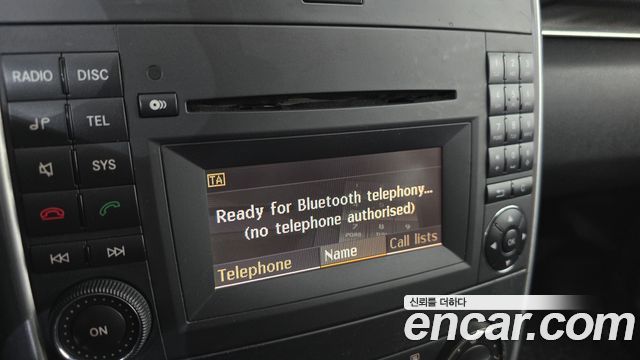 RADIO
DISC
TEL
SYS
ON
TA
Ready for Bluetooth telephony...
(no telephone authorised)
Telephone
Name
Call lists
C
OK
신뢰를 더하다
encar.com